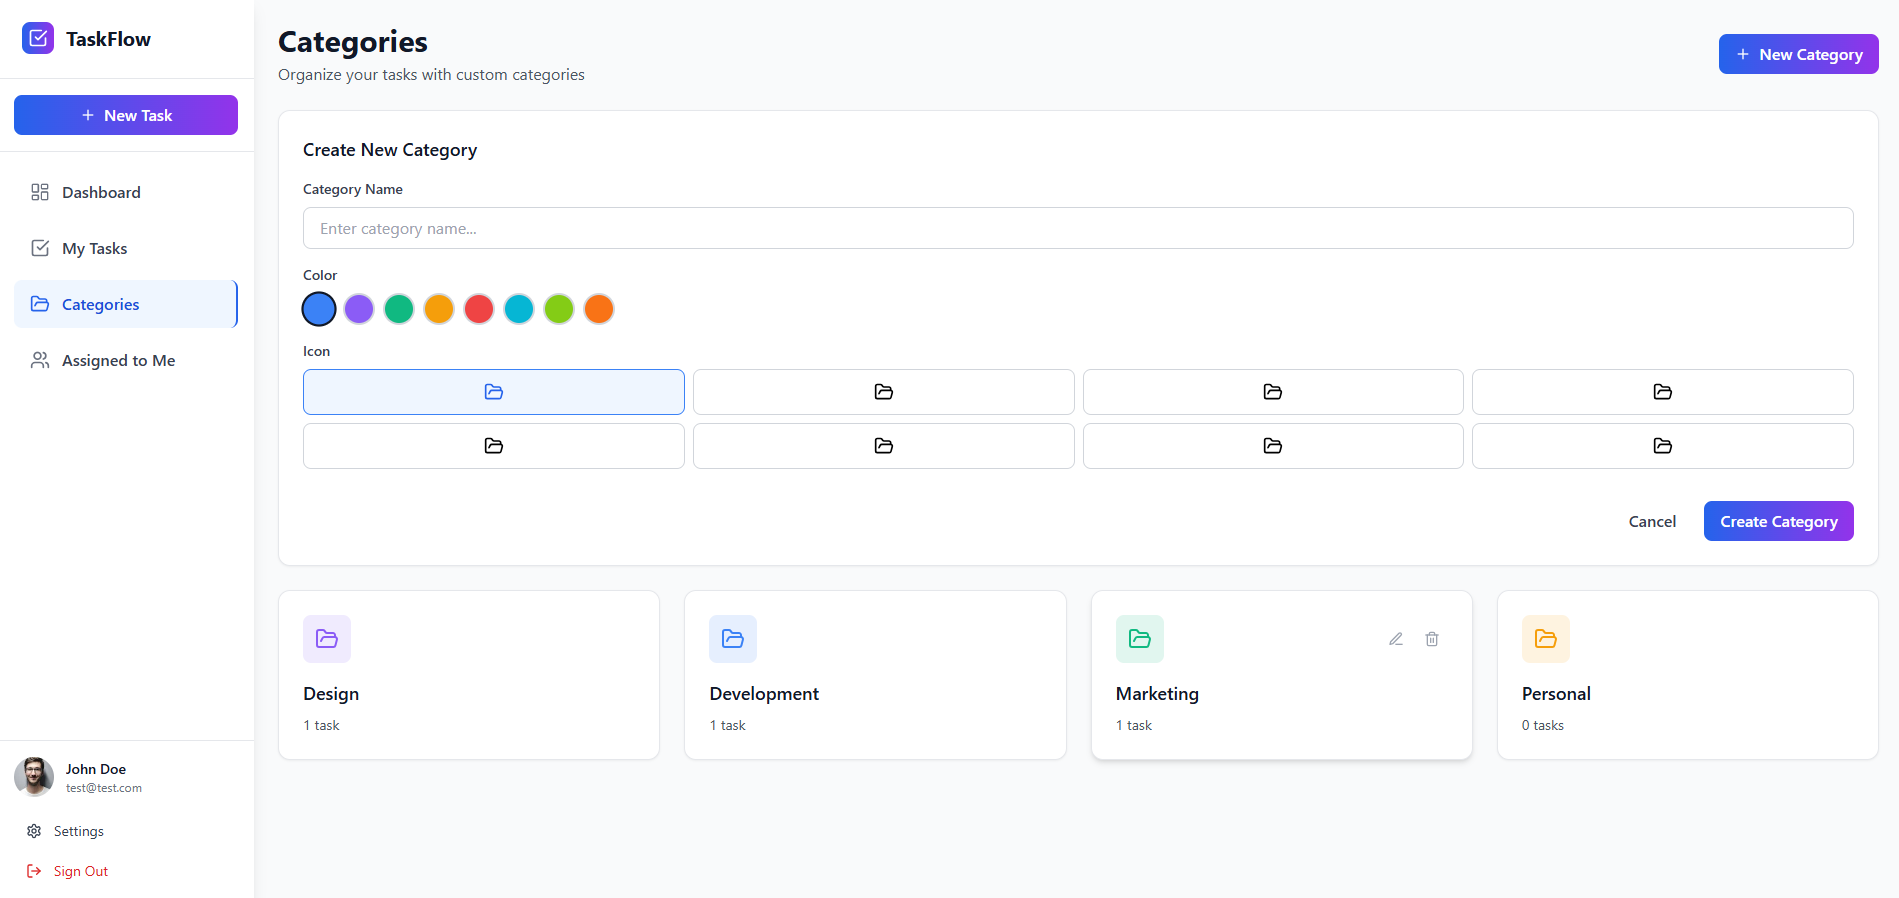 TaskFlow
New Task
Dashboard
My Tasks
Categories
Assigned to Me
John Doe
test@test.com
Settings
Sign Out
Categories
Organize your tasks with custom categories
New Category
Create New Category
Category Name
Enter category name...
Color
Icon
Cancel
Create Category
Design
1 task
Development
1 task
Marketing
1 task
Personal
0 tasks